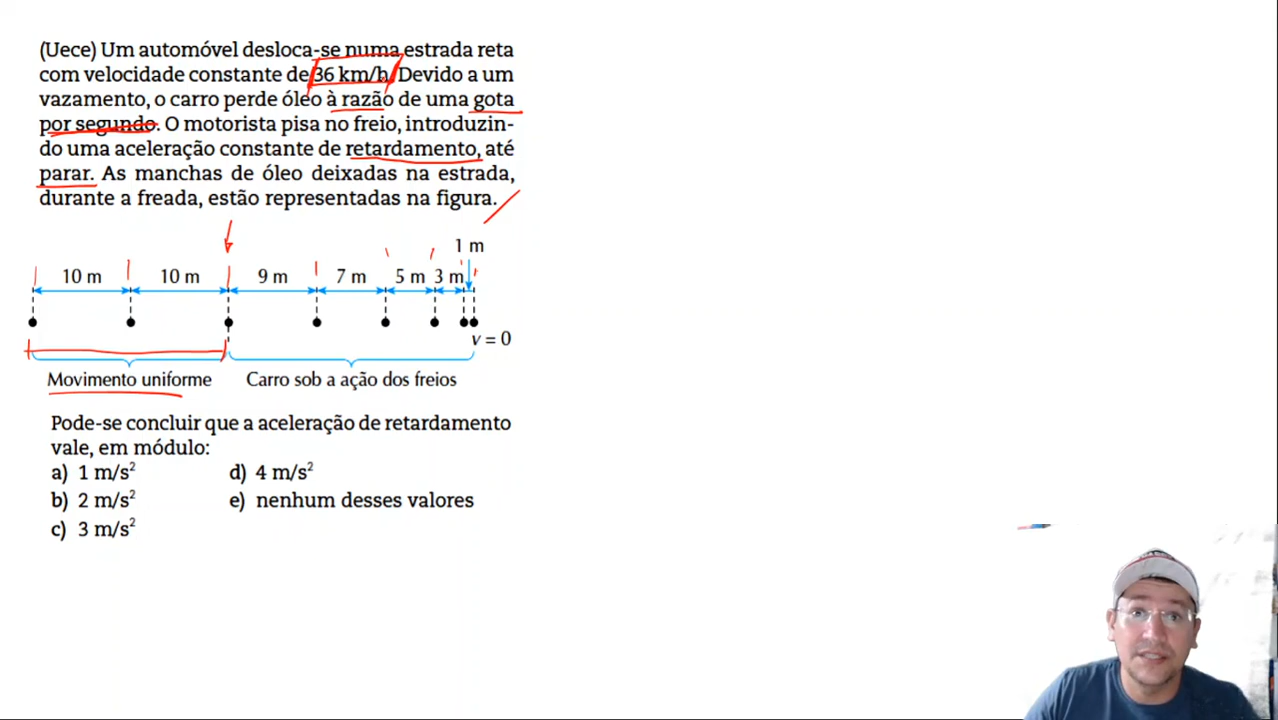 (Uece) Um automóvel desloca-se numa estrada reta
com velocidade constante de 36 km/h. Devido a um
vazamento, o carro perde óleo à razão de uma gota
por segundo. O motorista pisa no freio, introduzin-
do uma aceleração constante de retardamento, até
parar. As manchas de óleo deixadas na estrada,
durante a freada, estão representadas na figura.
1 m
10 m 10 m 9 m 7 m 5 m 3 m
v = 0
Movimento uniforme Carro sob a ação dos freios
Pode-se concluir que a aceleração de retardamento
vale, em módulo:
a) 1 m/s² d) 4 m/s²
b) 2 m/s² e) nenhum desses valores
c) 3 m/s²